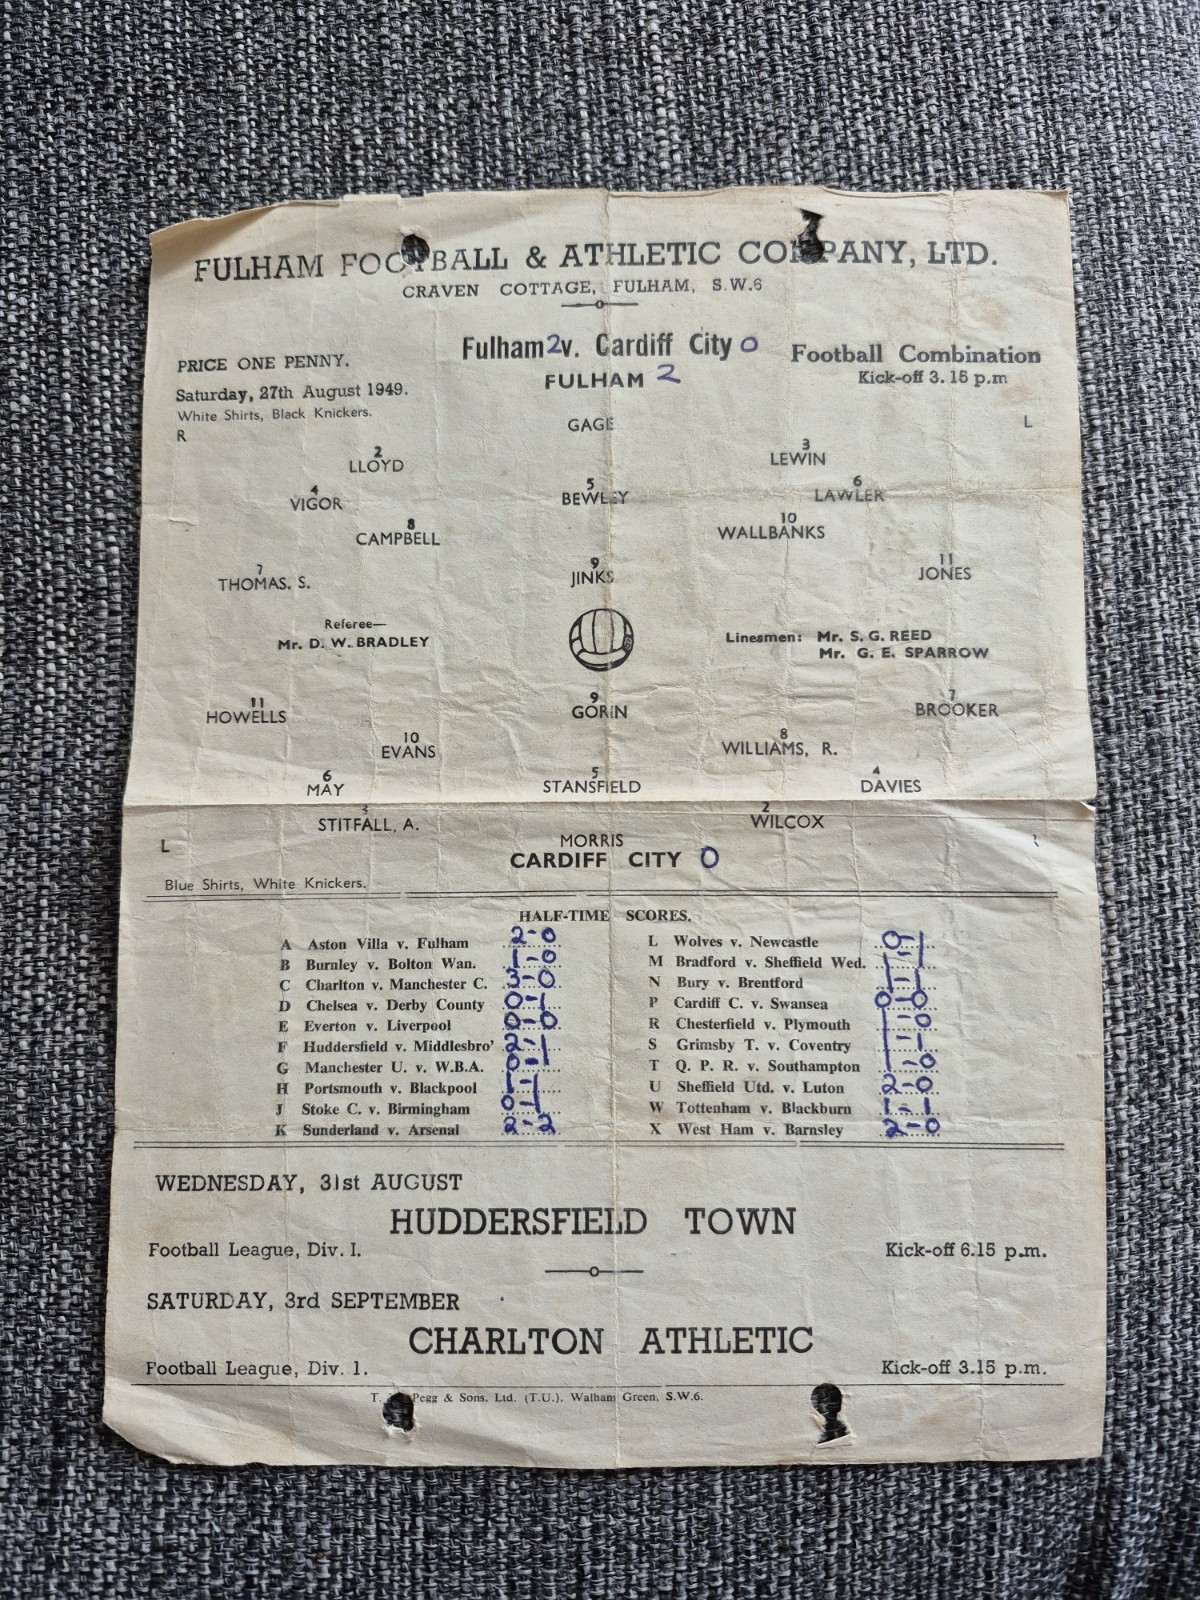 FULHAM FOOTBALL & ATHLETIC COMPANY, LTD.
CRAVEN COTTAGE, FULHAM, S.W.6
Fulham 2 v. Cardiff City 0
PRICE ONE PENNY.
Football Combination
Saturday, 27th August 1949.
FULHAM 2
Kick-off 3.15 p.m
White Shirts, Black Knickers.
R
GAGE
L
2
LLOYD
3
LEWIN
4
VIGOR
5
BEWLEY
6
LAWLER
8
CAMPBELL
10
WALLBANKS
7
THOMAS. S.
9
JINKS
11
JONES
Referee—
Mr. D. W. BRADLEY
Linesmen: Mr. S. G. REED
Mr. G. E. SPARROW
11
HOWELLS
9
GORIN
7
BROOKER
10
EVANS
8
WILLIAMS, R.
6
MAY
5
STANSFIELD
4
DAVIES
3
STITFALL, A.
2
WILCOX
L
MORRIS
CARDIFF CITY 0
Blue Shirts, White Knickers.
HALF-TIME SCORES.
A Aston Villa v. Fulham 2-0
B Burnley v. Bolton Wan. 1-0
C Charlton v. Manchester C. 3-0
D Chelsea v. Derby County 0-1
E Everton v. Liverpool 0-0
F Huddersfield v. Middlesbro' 2-1
G Manchester U. v. W.B.A. 0-1
H Portsmouth v. Blackpool 1-1
J Stoke C. v. Birmingham 0-1
K Sunderland v. Arsenal 2-2
L Wolves v. Newcastle 0-1
M Bradford v. Sheffield Wed. 1-1
N Bury v. Brentford 1-1
P Cardiff C. v. Swansea 0-0
R Chesterfield v. Plymouth 1-0
S Grimsby T. v. Coventry 1-1
T Q. P. R. v. Southampton 1-0
U Sheffield Utd. v. Luton 2-0
W Tottenham v. Blackburn 1-1
X West Ham v. Barnsley 2-0
WEDNESDAY, 31st AUGUST
HUDDERSFIELD TOWN
Football League, Div. I. Kick-off 6.15 p.m.
SATURDAY, 3rd SEPTEMBER
CHARLTON ATHLETIC
Football League, Div. 1. Kick-off 3.15 p.m.
T. Pegg & Sons. Ltd. (T.U.), Walham Green, S.W.6.